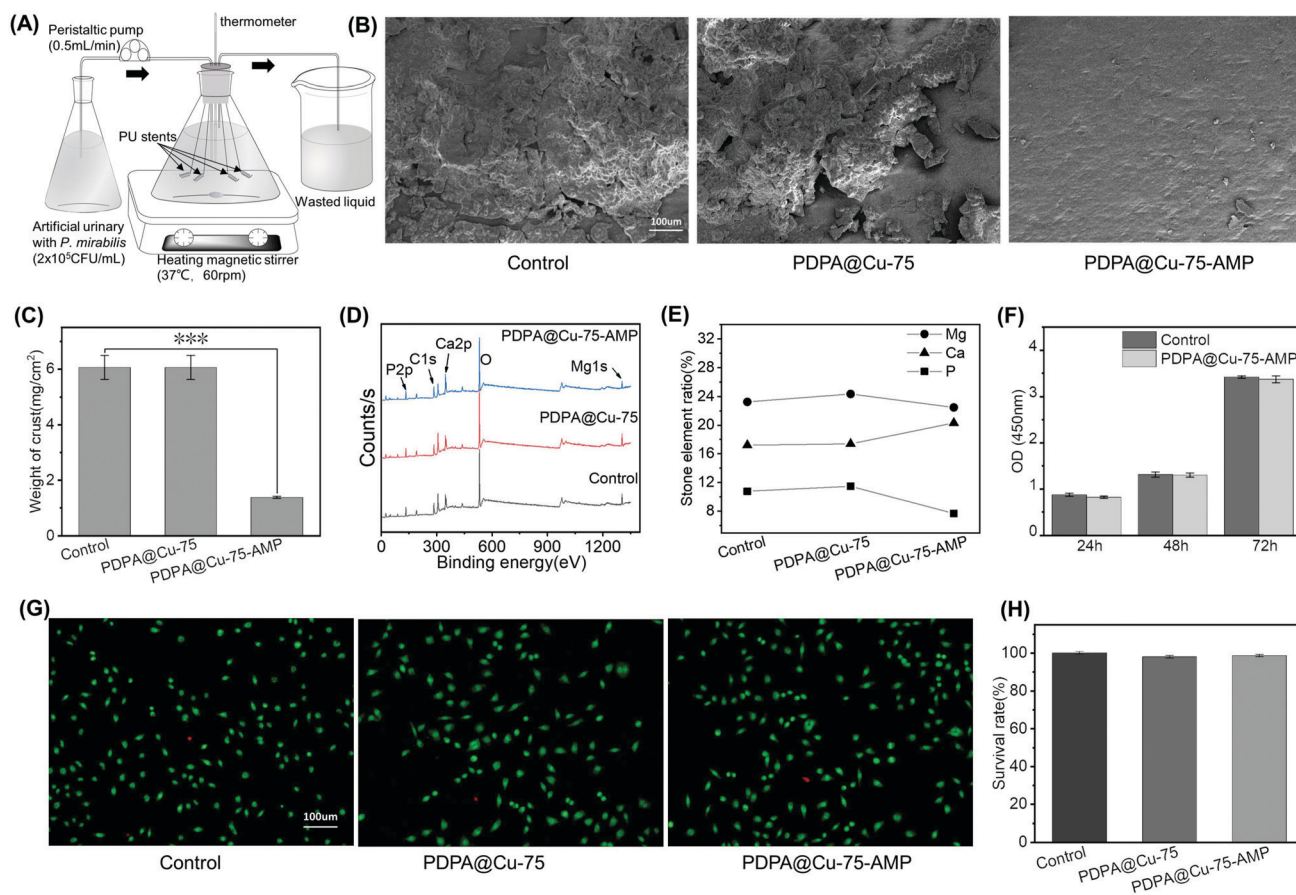 (A)
thermometer
Peristaltic pump
(0.5mL/min)
PU stents
Wasted liquid
Artificial urinary
with P. mirabilis
(2x10⁵CFU/mL)
Heating magnetic stirrer
(37℃, 60rpm)
(B)
100um
Control
PDPA@Cu-75
PDPA@Cu-75-AMP
(C)
Weight of crust(mg/cm²)
8
6
4
2
0
***
Control
PDPA@Cu-75
PDPA@Cu-75-AMP
(D)
Counts/s
PDPA@Cu-75-AMP
P2p
C1s
Ca2p
O
Mg1s
PDPA@Cu-75
Control
0
300
600
900
1200
Binding energy(eV)
(E)
Stone element ratio(%)
32
28
24
20
16
12
8
Mg
Ca
P
Control
PDPA@Cu-75
PDPA@Cu-75-AMP
(F)
OD (450nm)
4
3
2
1
0
Control
PDPA@Cu-75-AMP
24h
48h
72h
(G)
100um
Control
PDPA@Cu-75
PDPA@Cu-75-AMP
(H)
Survival rate(%)
100
80
60
40
20
0
Control
PDPA@Cu-75
PDPA@Cu-75-AMP